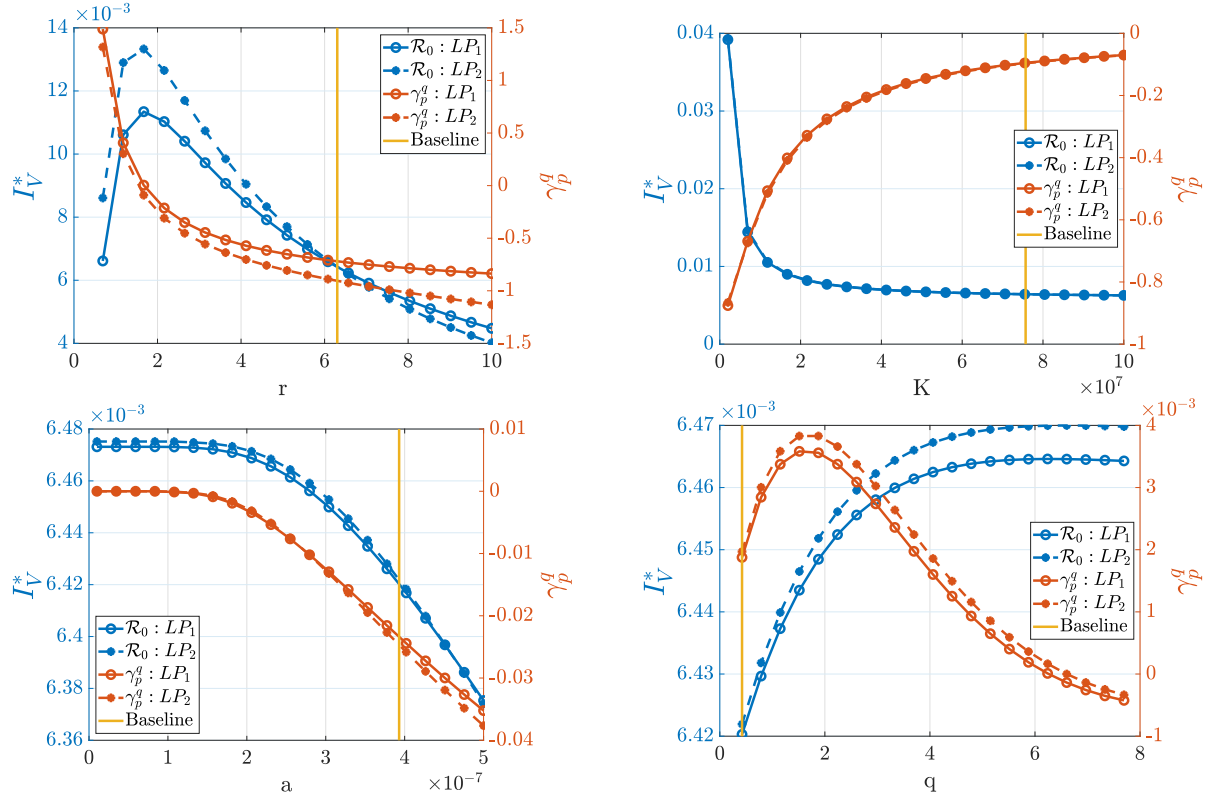 ×10⁻³
14
12
10
8
6
4
I*_V
1.5
1
0.5
0
-0.5
-1
-1.5
γ^q_p
R₀ : LP₁
R₀ : LP₂
γ^q_p : LP₁
γ^q_p : LP₂
Baseline
0 2 4 6 8 10
r
0.04
0.03
0.02
0.01
0
I*_V
0
-0.2
-0.4
-0.6
-0.8
-1
γ^q_p
R₀ : LP₁
R₀ : LP₂
γ^q_p : LP₁
γ^q_p : LP₂
Baseline
0 2 4 6 8 10
K
×10⁷
×10⁻³
6.48
6.46
6.44
6.42
6.4
6.38
6.36
I*_V
0.01
0
-0.01
-0.02
-0.03
-0.04
γ^q_p
R₀ : LP₁
R₀ : LP₂
γ^q_p : LP₁
γ^q_p : LP₂
Baseline
0 1 2 3 4 5
a
×10⁻⁷
×10⁻³
6.47
6.46
6.45
6.44
6.43
6.42
I*_V
×10⁻³
4
3
2
1
0
-1
γ^q_p
R₀ : LP₁
R₀ : LP₂
γ^q_p : LP₁
γ^q_p : LP₂
Baseline
0 2 4 6 8
q